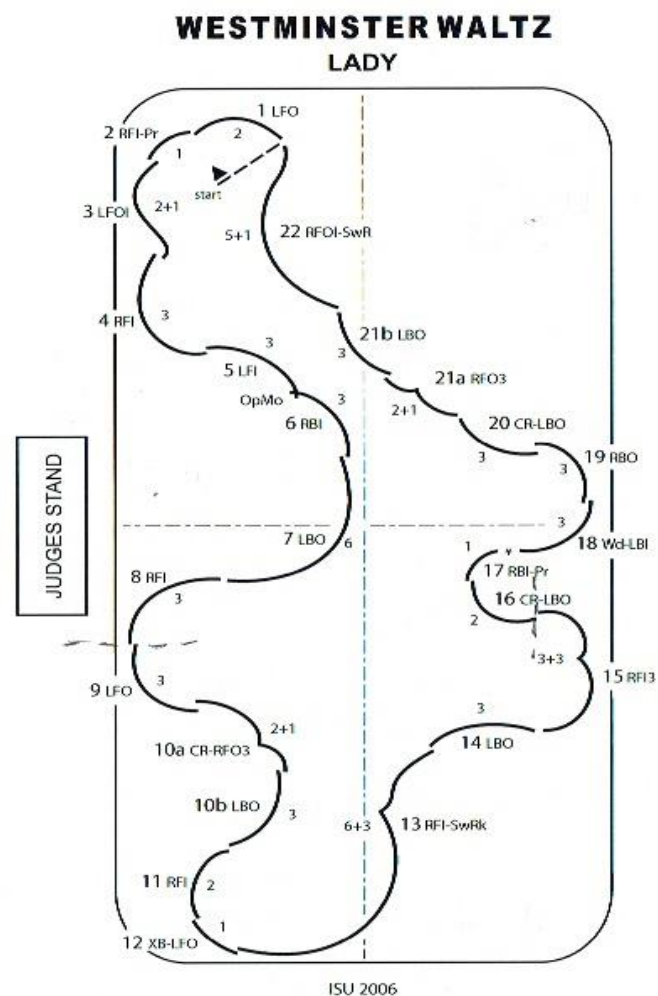 WESTMINSTER WALTZ
LADY
1 LFO
2
2 RFI-Pr
1
start
3 LFOI
2+1
5+1
22 RFOI-SwR
4 RFI
3
3
21b LBO
5 LFI
3
21a RFO3
OpMo
3
2+1
6 RBI
20 CR-LBO
3
3
19 RBO
JUDGES STAND
3
7 LBO
6
18 Wd-LBI
1
17 RBI-Pr
8 RFI
3
16 CR-LBO
2
3+3
15 RFI3
9 LFO
3
3
14 LBO
2+1
10a CR-RFO3
10b LBO
3
6+3
13 RFI-SwRk
11 RFI
2
1
12 XB-LFO
ISU 2006